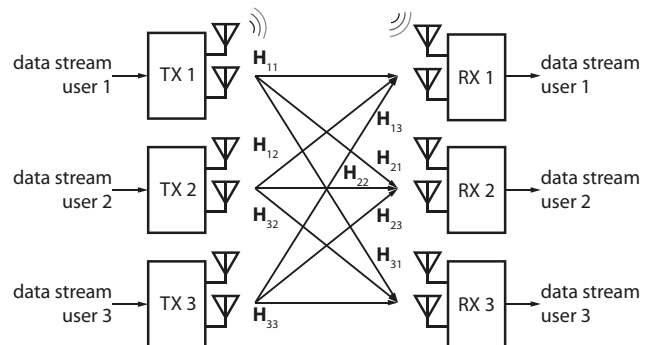 data stream
user 1
TX 1
H11
RX 1
data stream
user 1
H13
data stream
user 2
TX 2
H12
H21
H22
RX 2
data stream
user 2
H32
H23
H31
data stream
user 3
TX 3
H33
RX 3
data stream
user 3